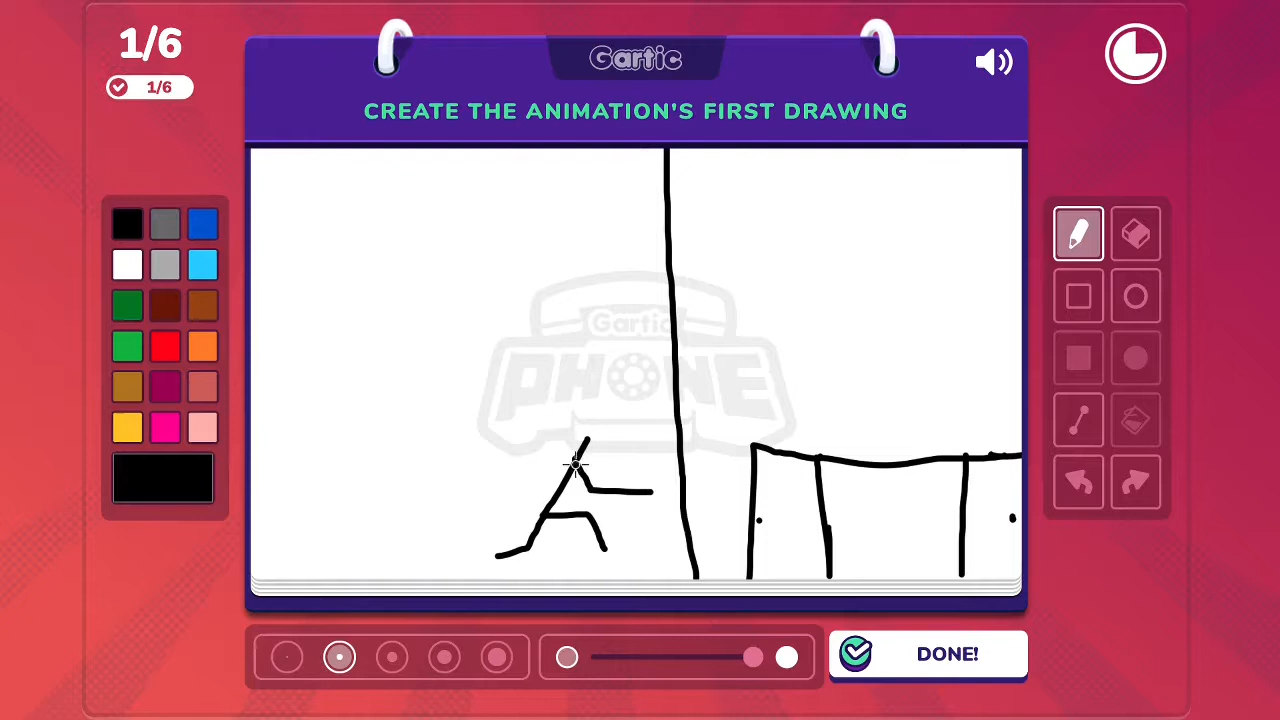 1/6
1/6
Gartic
CREATE THE ANIMATION'S FIRST DRAWING
Gartic
PHONE
DONE!